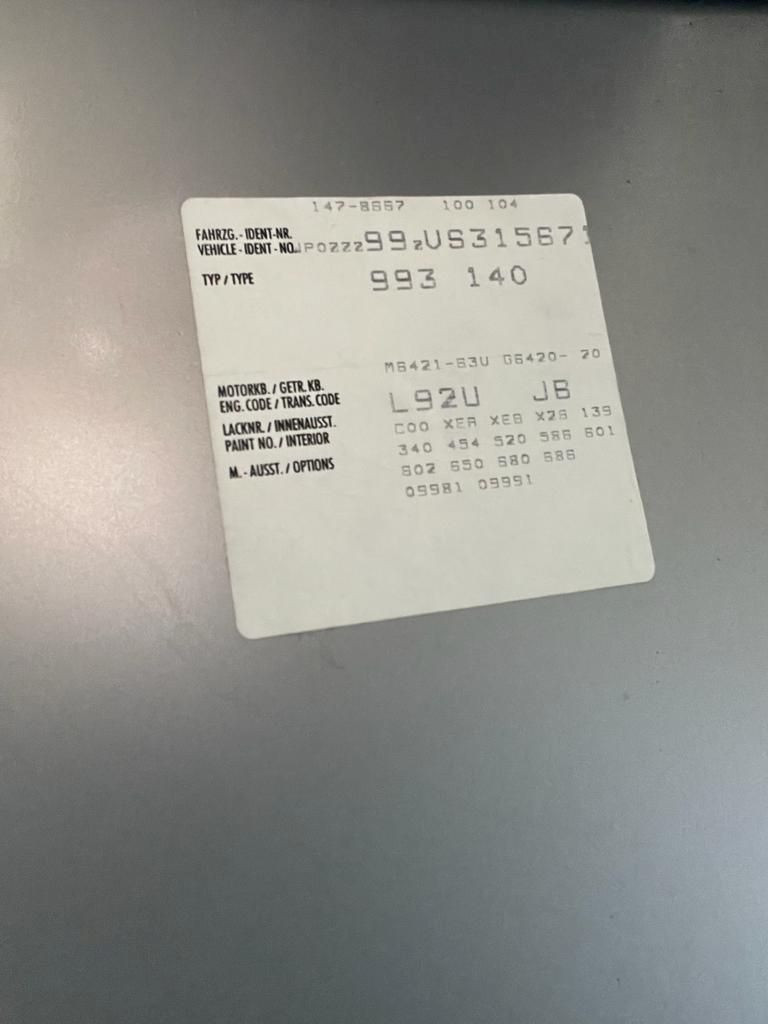 147-8667 100 104
FAHRZG.-IDENT-NR.
VEHICLE-IDENT-NO. WP0ZZZ99ZVS315671
TYP / TYPE 993 140
M6421-63U G6420- 20
MOTORKB. / GETR. KB.
ENG. CODE / TRANS. CODE L92U JB
LACKNR. / INNENAUSST. C00 XEA XE8 X26 139
PAINT NO. / INTERIOR 340 454 520 586 601
M.- AUSST. / OPTIONS 602 650 680 686
09981 09991